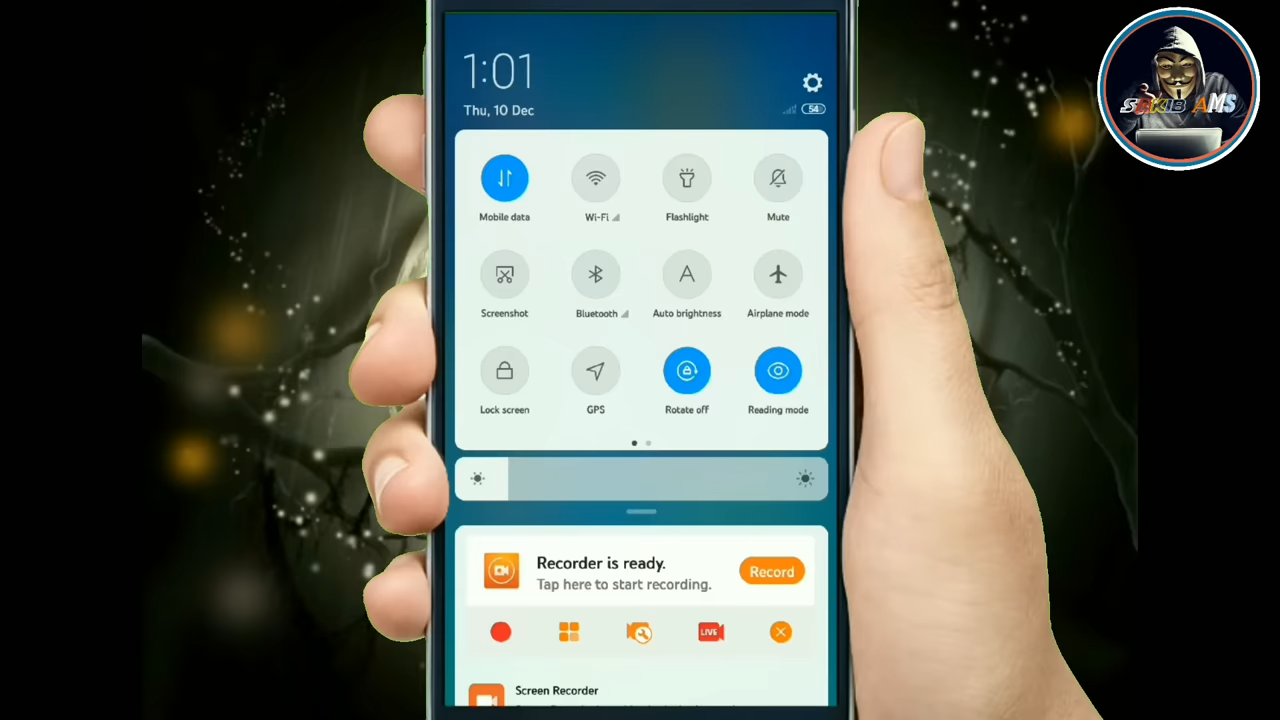 SAKIB AMS
1:01
Thu, 10 Dec
54
Mobile data
Wi-Fi
Flashlight
Mute
Screenshot
Bluetooth
A
Auto brightness
Airplane mode
Lock screen
GPS
Rotate off
Reading mode
Recorder is ready.
Tap here to start recording.
Record
LIVE
Screen Recorder